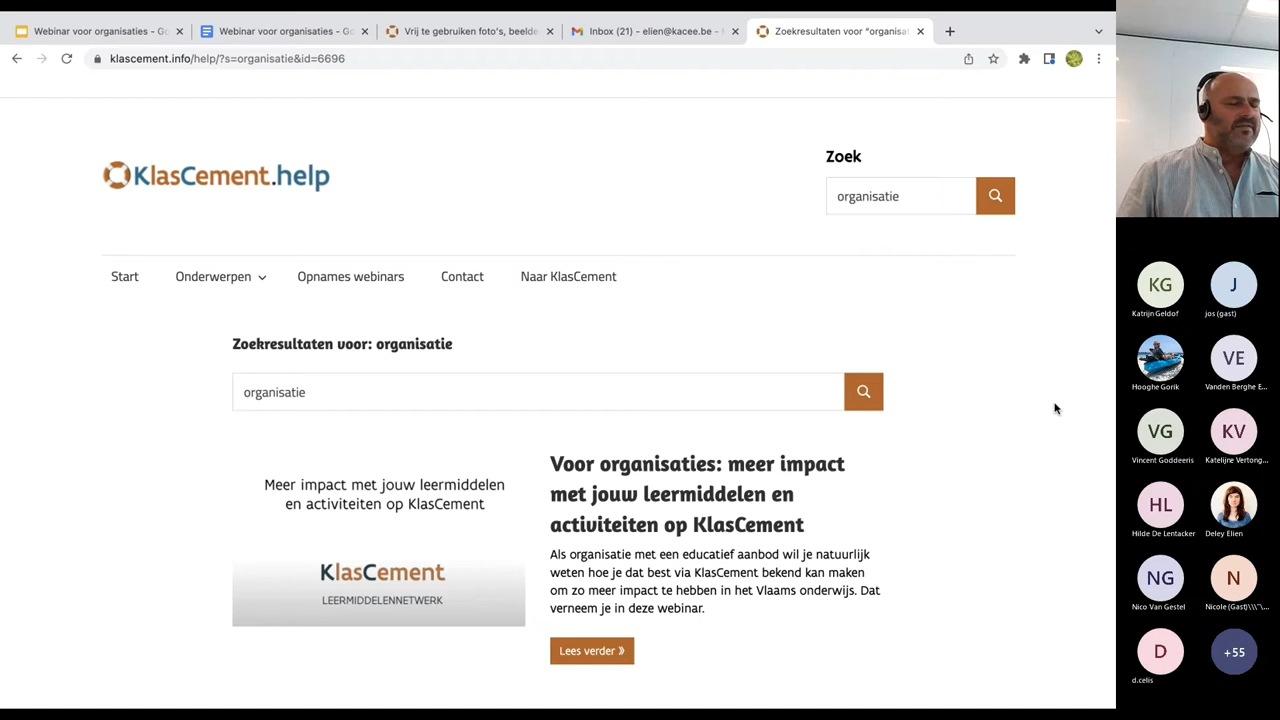 Webinar voor organisaties - Go
Webinar voor organisaties - Go
Vrij te gebruiken foto's, beelde
Inbox (21) - elien@kacee.be -
Zoekresultaten voor "organisat
klascement.info/help/?s=organisatie&id=6696
KlasCement.help
Zoek
organisatie
Start
Onderwerpen
Opnames webinars
Contact
Naar KlasCement
Zoekresultaten voor: organisatie
organisatie
Meer impact met jouw leermiddelen
en activiteiten op KlasCement
KlasCement
LEERMIDDELENNETWERK
Voor organisaties: meer impact
met jouw leermiddelen en
activiteiten op KlasCement
Als organisatie met een educatief aanbod wil je natuurlijk
weten hoe je dat best via KlasCement bekend kan maken
om zo meer impact te hebben in het Vlaams onderwijs. Dat
verneem je in deze webinar.
Lees verder »
KG
J
Katrijn Geldof
jos (gast)
VE
Hooghe Gorik
Vanden Berghe E...
VG
KV
Vincent Goddeeris
Katelijne Vertong...
HL
Hilde De Lentacker
Deley Elien
NG
N
Nico Van Gestel
Nicole (Gast)
D
+55
d.celis